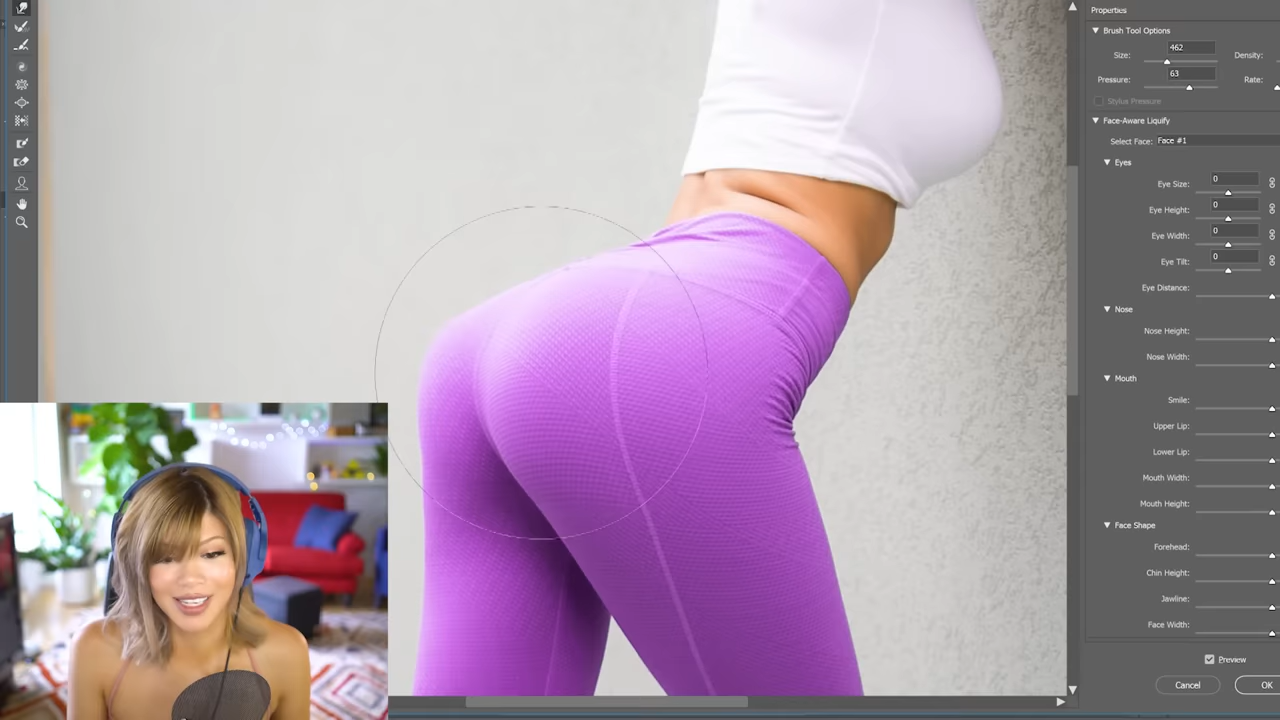 Properties
Brush Tool Options
Size: 462 Density:
Pressure: 63 Rate:
Stylus Pressure
Face-Aware Liquify
Select Face: Face #1
Eyes
Eye Size: 0
Eye Height: 0
Eye Width: 0
Eye Tilt: 0
Eye Distance:
Nose
Nose Height:
Nose Width:
Mouth
Smile:
Upper Lip:
Lower Lip:
Mouth Width:
Mouth Height:
Face Shape
Forehead:
Chin Height:
Jawline:
Face Width:
Preview
Cancel OK